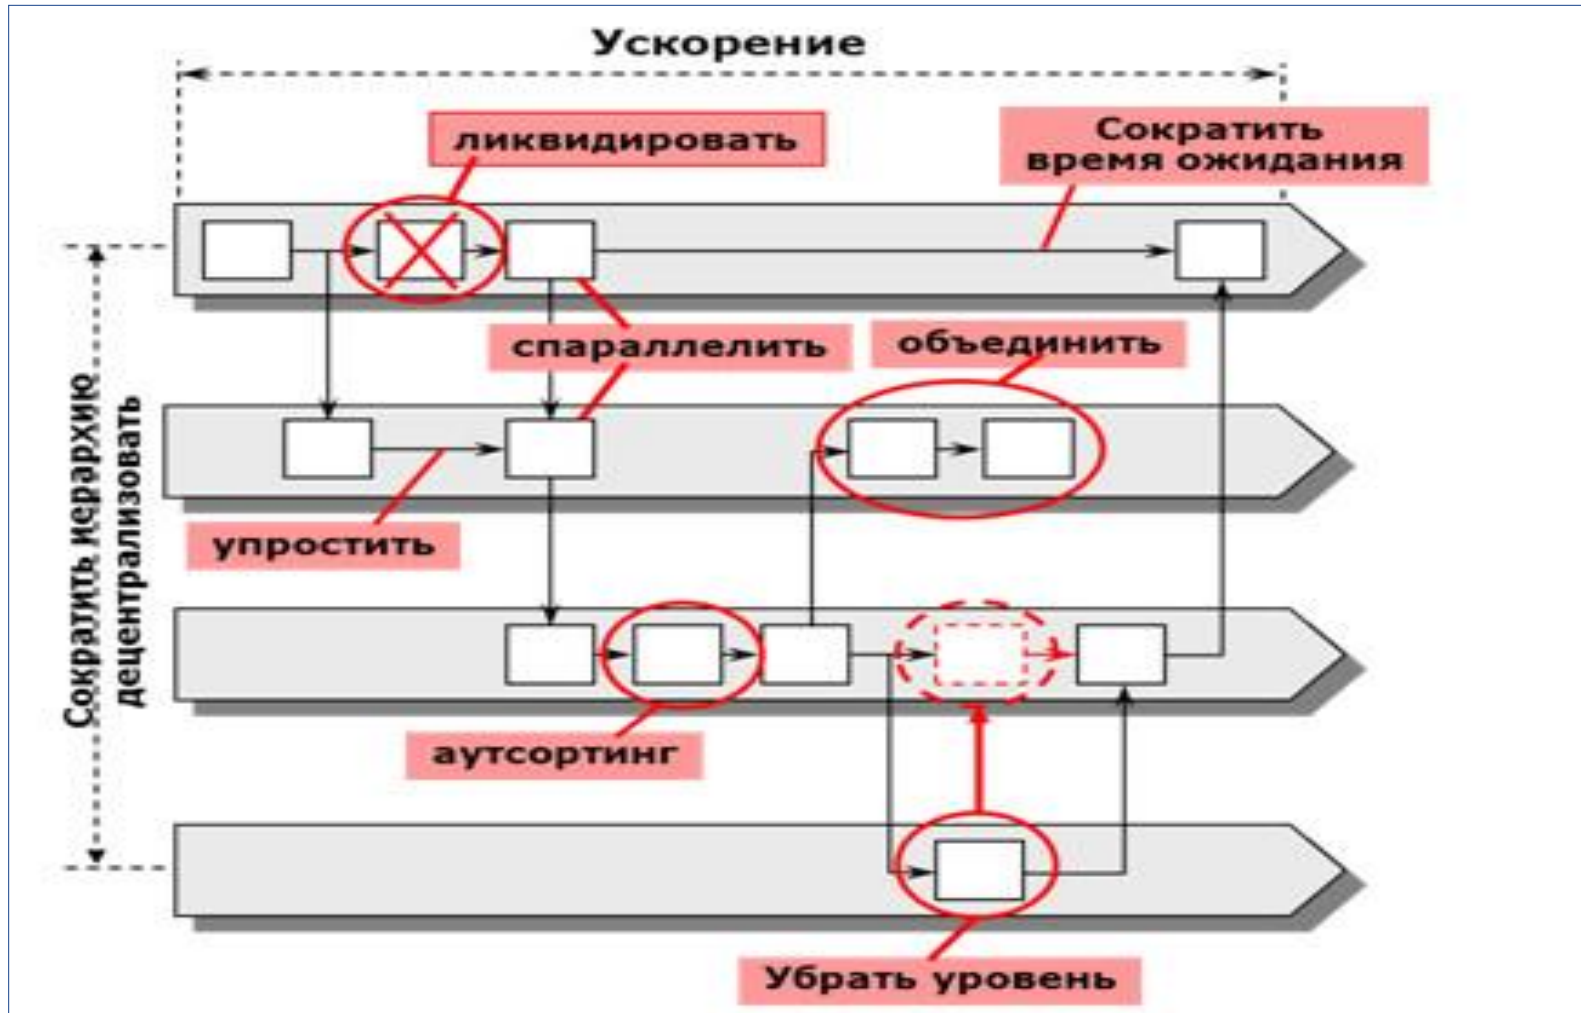 Ускорение
ликвидировать
Сократить
время ожидания
спараллелить
объединить
Сократить иерархию
децентрализовать
упростить
аутсортинг
Убрать уровень